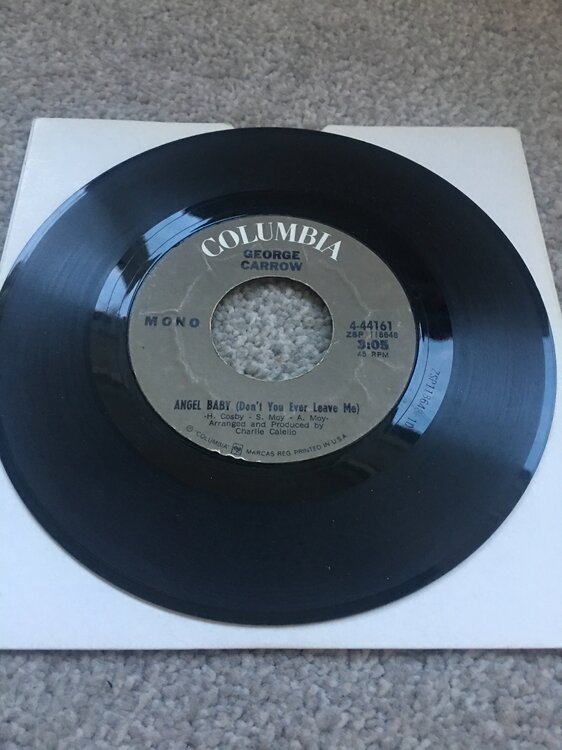 COLUMBIA
GEORGE
CARROW
MONO
4-44161
ZSP 118648
3:05
45 RPM
ANGEL BABY (Don't You Ever Leave Me)
-H. Cosby - S. Moy - A. Moy-
Arranged and Produced by
Charlie Calello
"COLUMBIA" MARCAS REG. PRINTED IN U.S.A.